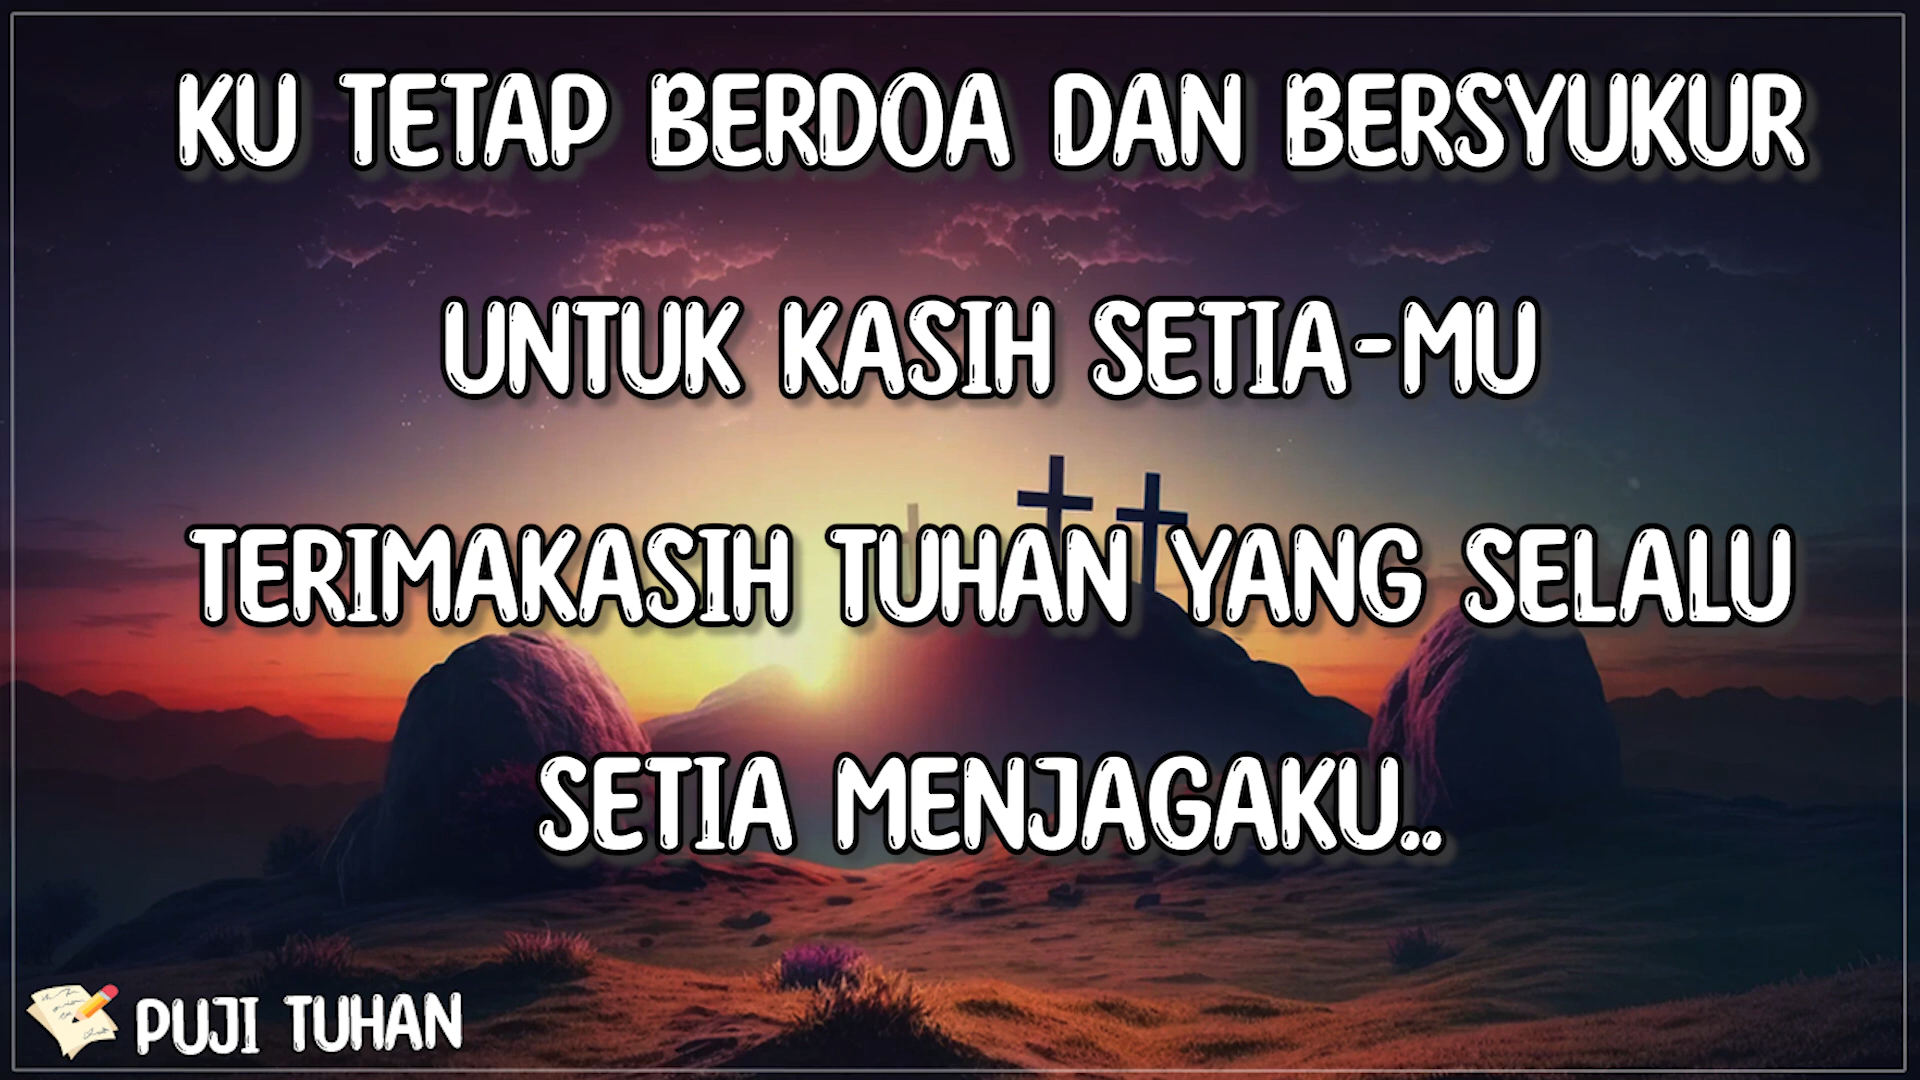 KU TETAP BERDOA DAN BERSYUKUR
UNTUK KASIH SETIA-MU
TERIMAKASIH TUHAN YANG SELALU
SETIA MENJAGAKU..
PUJI TUHAN